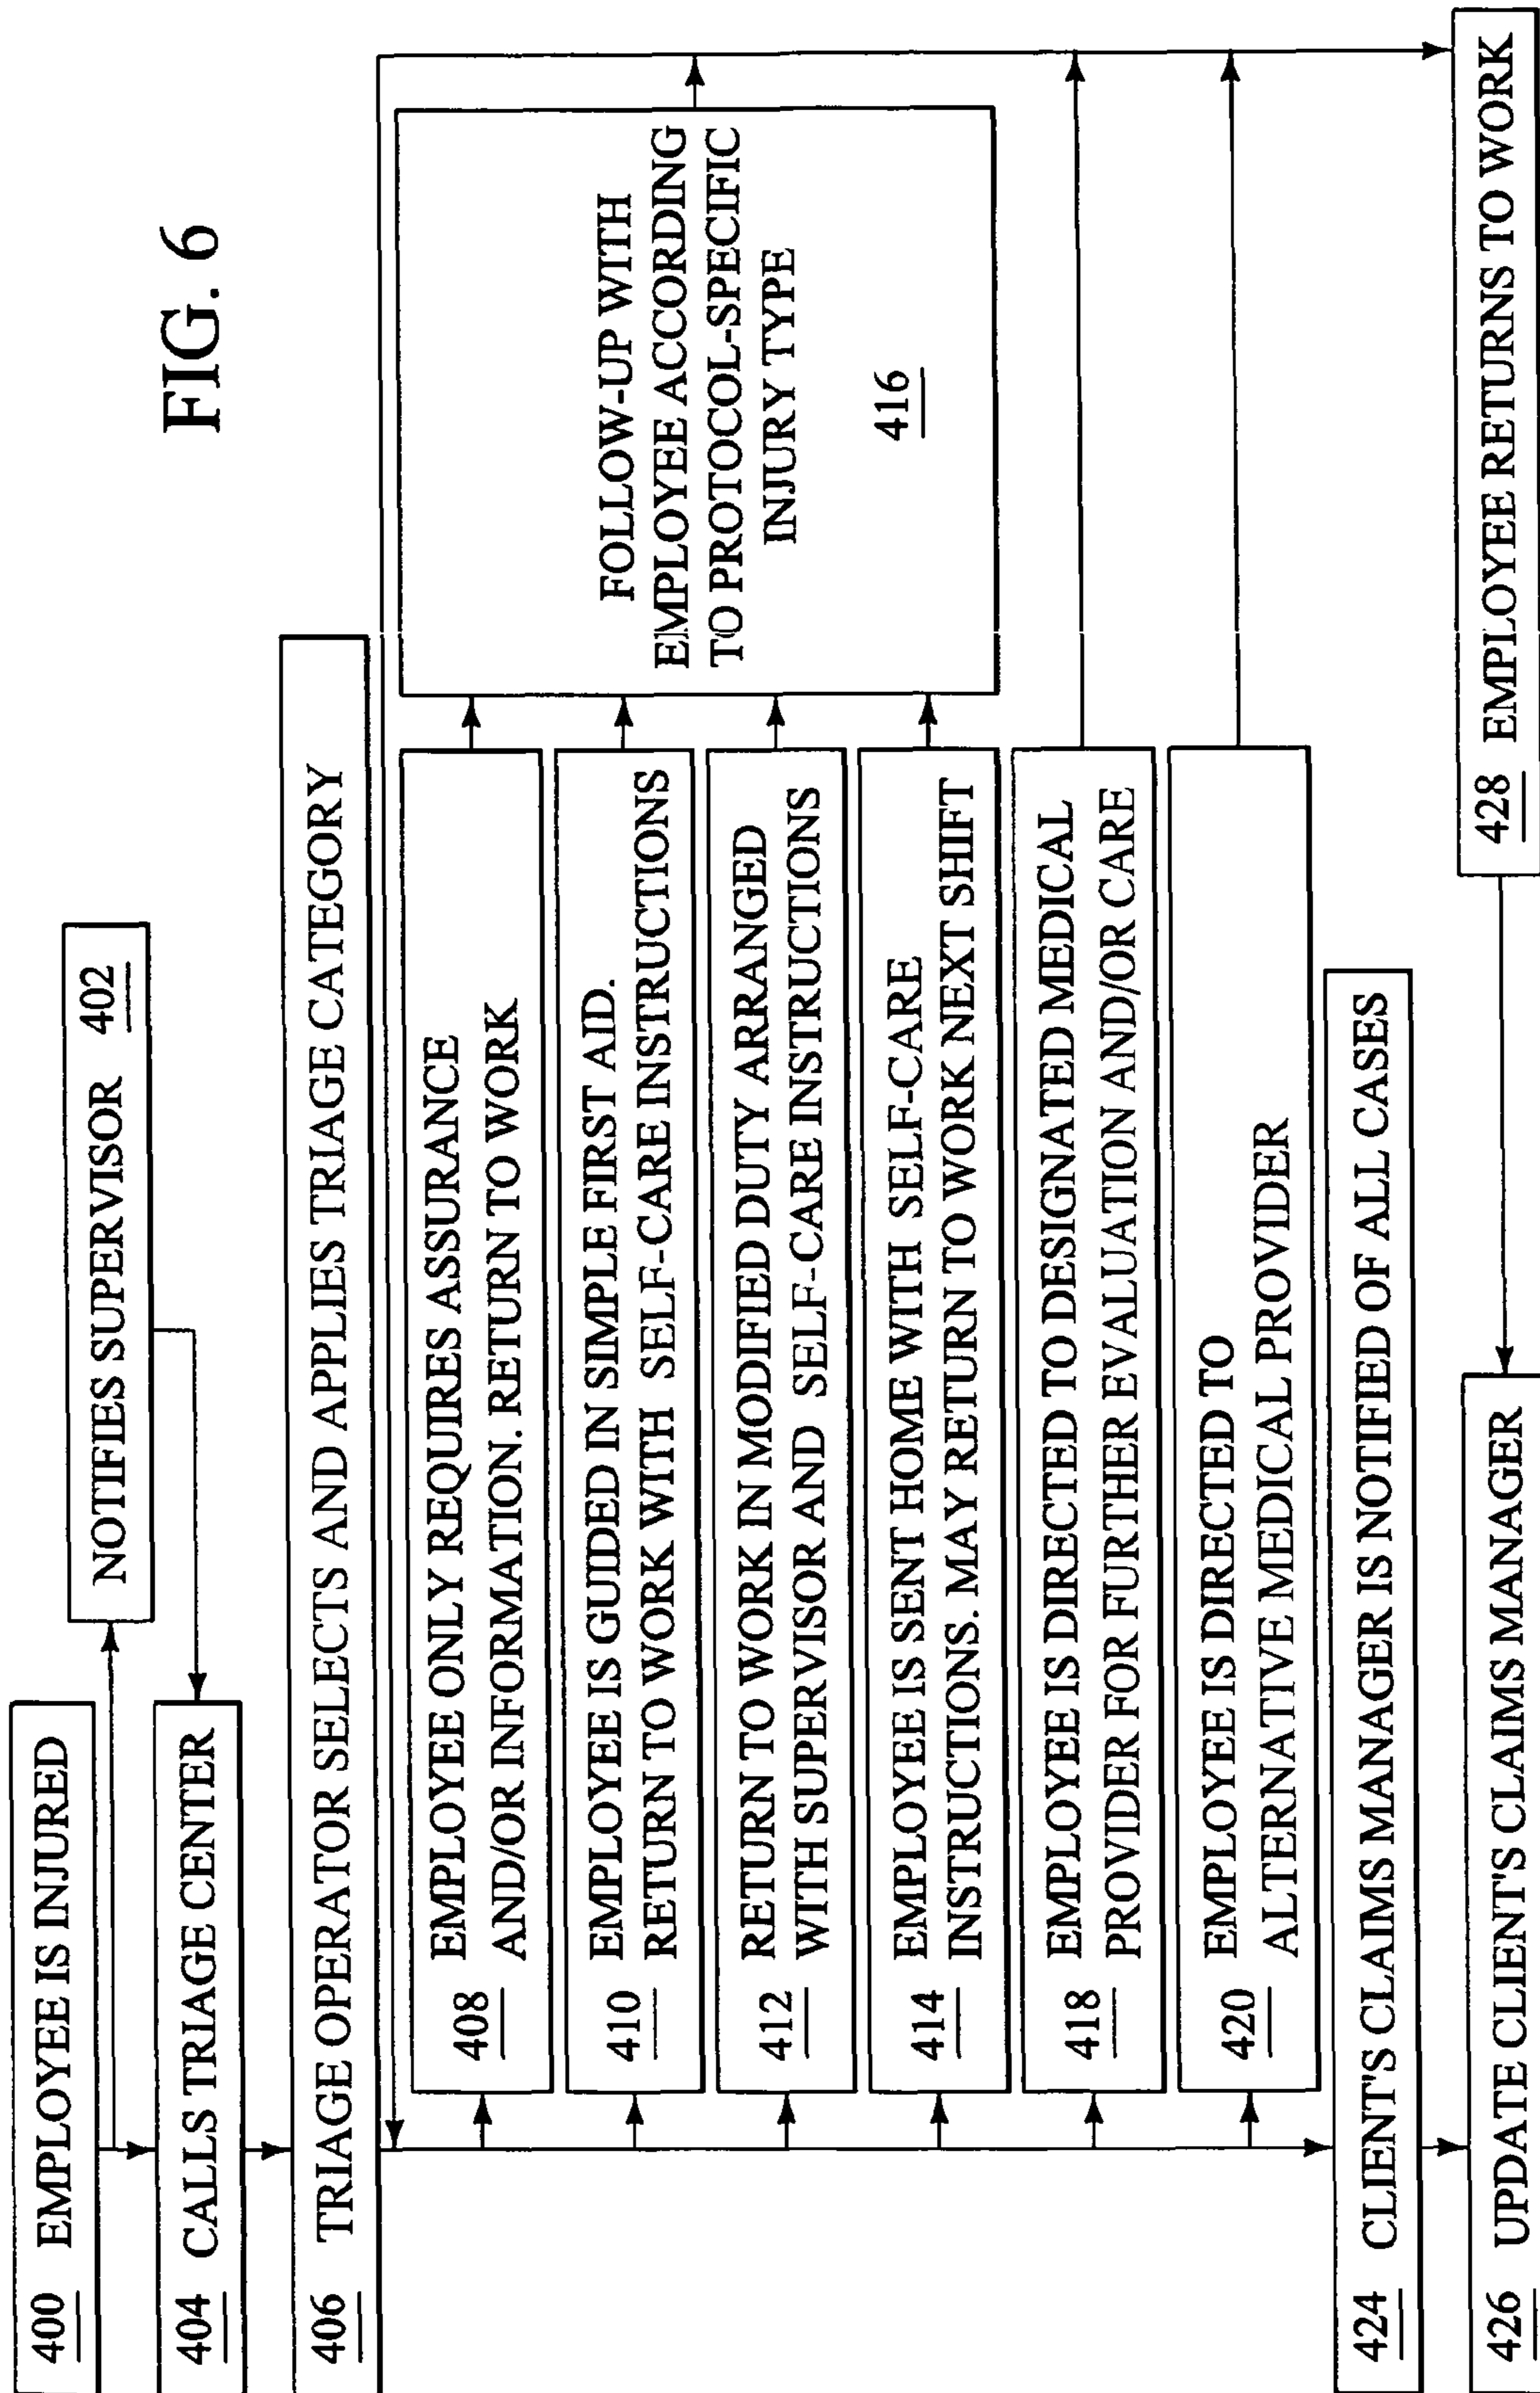 FIG. 6
400 EMPLOYEE IS INJURED
NOTIFIES SUPERVISOR 402
404 CALLS TRIAGE CENTER
406 TRIAGE OPERATOR SELECTS AND APPLIES TRIAGE CATEGORY
408 EMPLOYEE ONLY REQUIRES ASSURANCE
AND/OR INFORMATION. RETURN TO WORK
410 EMPLOYEE IS GUIDED IN SIMPLE FIRST AID.
RETURN TO WORK WITH SELF-CARE INSTRUCTIONS
412 RETURN TO WORK IN MODIFIED DUTY ARRANGED
WITH SUPERVISOR AND SELF-CARE INSTRUCTIONS
414 EMPLOYEE IS SENT HOME WITH SELF-CARE
INSTRUCTIONS. MAY RETURN TO WORK NEXT SHIFT
FOLLOW-UP WITH
EMPLOYEE ACCORDING
TO PROTOCOL-SPECIFIC
INJURY TYPE
416
418 EMPLOYEE IS DIRECTED TO DESIGNATED MEDICAL
PROVIDER FOR FURTHER EVALUATION AND/OR CARE
420 EMPLOYEE IS DIRECTED TO
ALTERNATIVE MEDICAL PROVIDER
424 CLIENT'S CLAIMS MANAGER IS NOTIFIED OF ALL CASES
426 UPDATE CLIENT'S CLAIMS MANAGER
428 EMPLOYEE RETURNS TO WORK